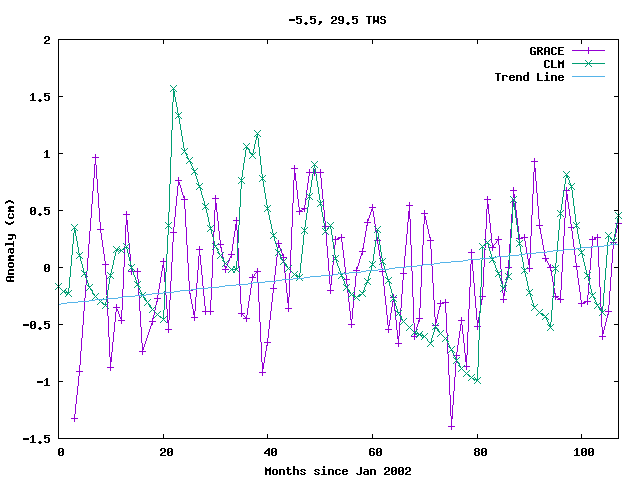 -5.5, 29.5 TWS
GRACE
CLM
Trend Line
2
1.5
1
0.5
0
-0.5
-1
-1.5
Anomaly (cm)
0 20 40 60 80 100
Months since Jan 2002